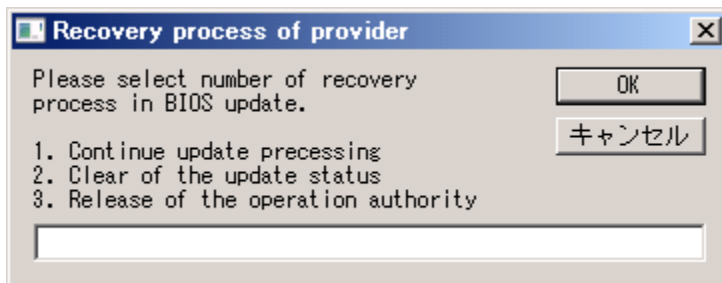 Recovery process of provider
Please select number of recovery
process in BIOS update.
OK
キャンセル
1. Continue update precessing
2. Clear of the update status
3. Release of the operation authority